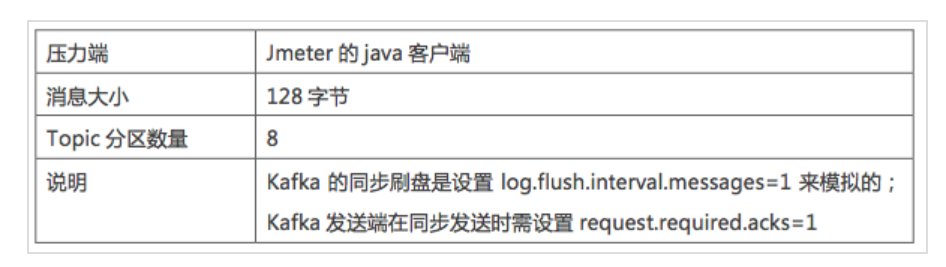 压力端 Jmeter 的 java 客户端
消息大小 128 字节
Topic 分区数量 8
说明 Kafka 的同步刷盘是设置 log.flush.interval.messages=1 来模拟的；
Kafka 发送端在同步发送时需设置 request.required.acks=1